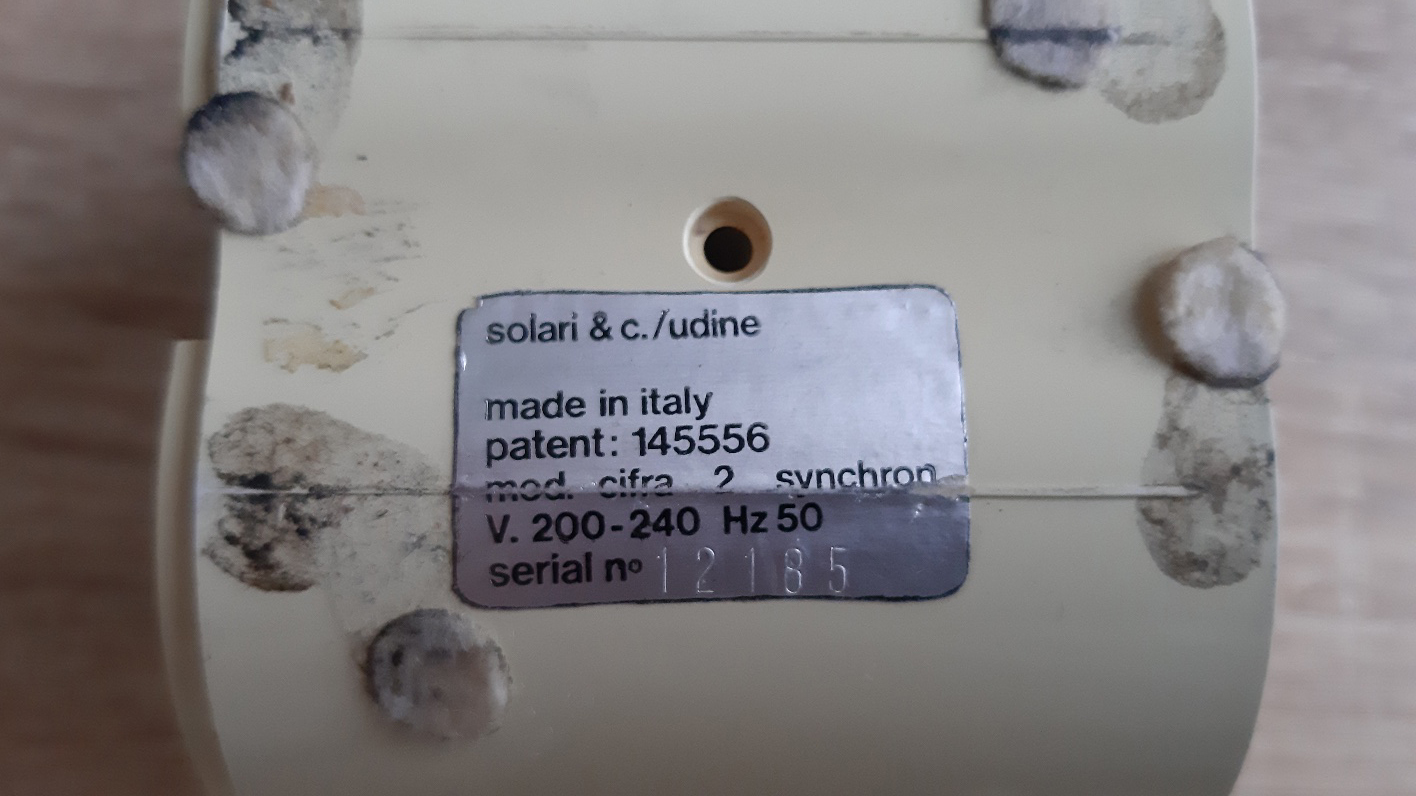 solari & c./udine
made in italy
patent: 145556
mod. cifra 2 synchron
V. 200-240 Hz 50
serial nº 12185